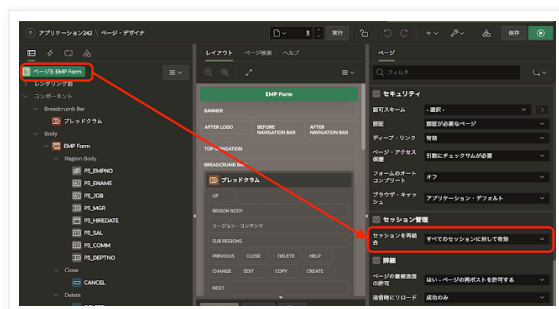 アプリケーション242 \ ページ・デザイナ
3
実行
保存
ページ3: EMP Form
レンダリング前
コンポーネント
Breadcrumb Bar
ブレッドクラム
Body
EMP Form
Region Body
P3_EMPNO
P3_ENAME
P3_JOB
P3_MGR
P3_HIREDATE
P3_SAL
P3_COMM
P3_DEPTNO
Close
CANCEL
Delete
レイアウト
ページ検索
ヘルプ
EMP Form
BANNER
AFTER LOGO
BEFORE NAVIGATION BAR
AFTER NAVIGATION BAR
TOP NAVIGATION
BREADCRUMB BAR
ブレッドクラム
UP
REGION BODY
リージョン・コンテンツ
SUB REGIONS
PREVIOUS
CLOSE
DELETE
HELP
CHANGE
EDIT
COPY
CREATE
NEXT
ページ
フィルタ
セキュリティ
認可スキーム
- 選択 -
認証
認証が必要なページ
ディープ・リンク
有効
ページ・アクセス保護
引数にチェックサムが必要
フォームのオートコンプリート
オフ
ブラウザ・キャッシュ
アプリケーション・デフォルト
セッション管理
セッションを再結合
すべてのセッションに対して有効
詳細
ページの重複送信の許可
はい - ページの再ポストを許可する
送信時にリロード
成功のみ